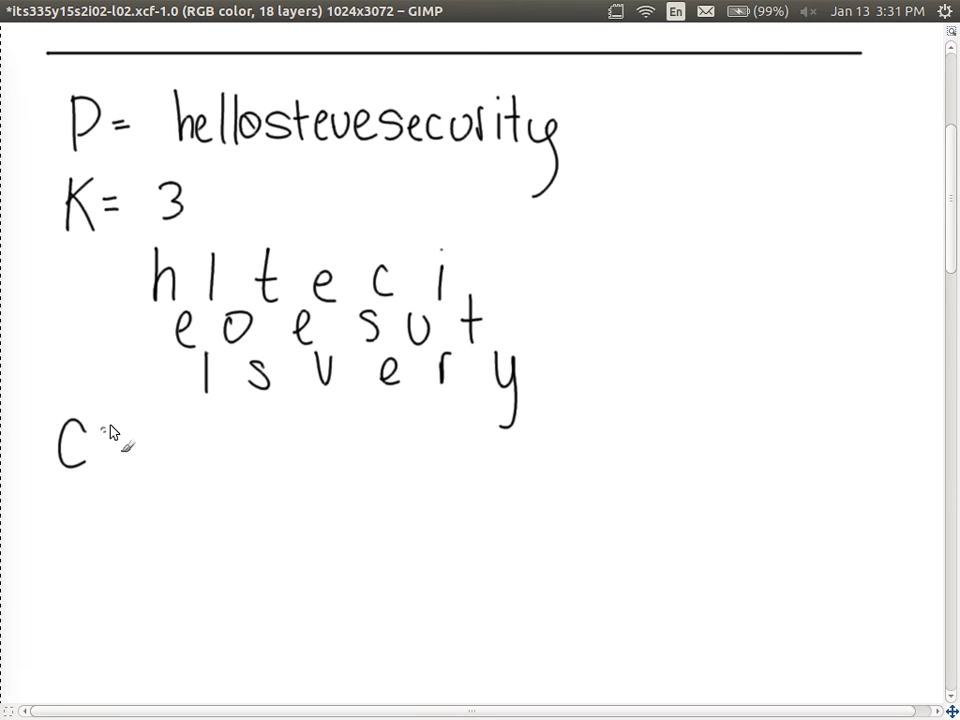 *its335y15s2i02-l02.xcf-1.0 (RGB color, 18 layers) 1024x3072 – GIMP En (99%) Jan 13 3:31 PM
P= hellostevesecurity
K= 3
h l t e c i
e o e s u t
l s v e r y
C =